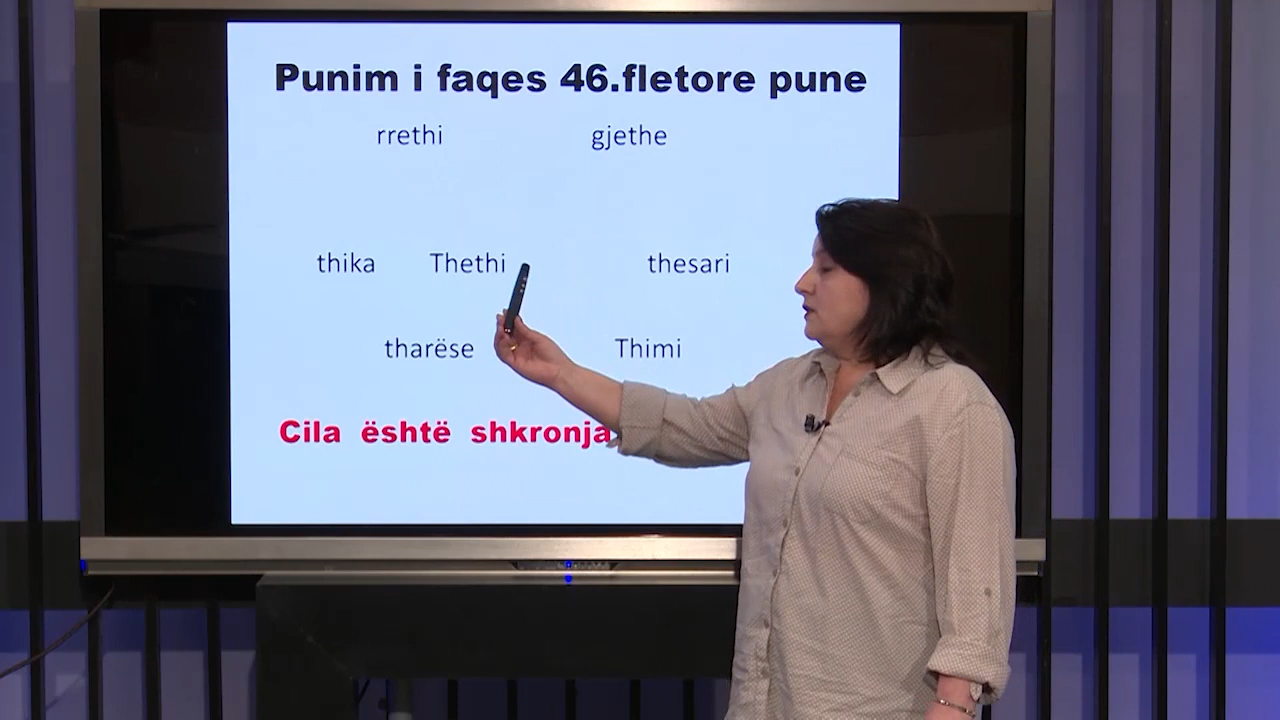 Punim i faqes 46.fletore pune
rrethi gjethe
thika Thethi thesari
tharëse Thimi
Cila është shkronja